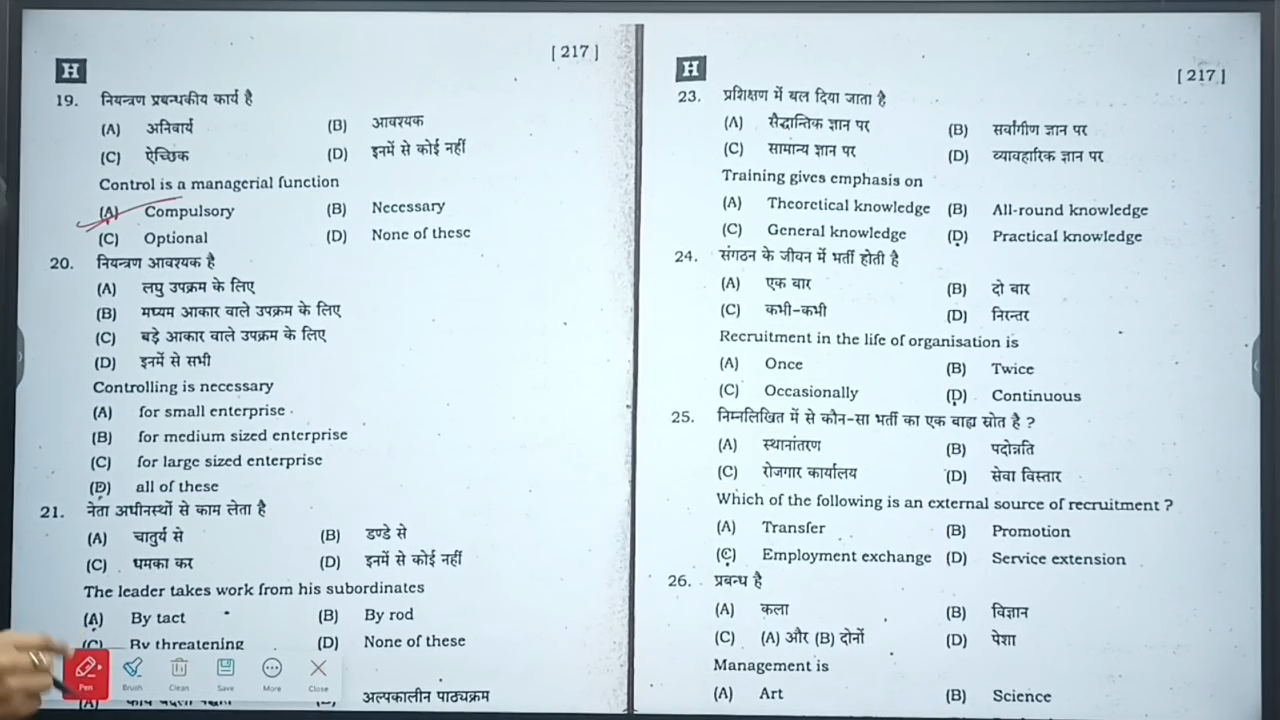 [ 217 ]
H
19. नियन्त्रण प्रबन्धकीय कार्य है
(A) अनिवार्य (B) आवश्यक
(C) ऐच्छिक (D) इनमें से कोई नहीं
Control is a managerial function
(A) Compulsory (B) Necessary
(C) Optional (D) None of these
20. नियन्त्रण आवश्यक है
(A) लघु उपक्रम के लिए
(B) मध्यम आकार वाले उपक्रम के लिए
(C) बड़े आकार वाले उपक्रम के लिए
(D) इनमें से सभी
Controlling is necessary
(A) for small enterprise
(B) for medium sized enterprise
(C) for large sized enterprise
(D) all of these
21. नेता अधीनस्थों से काम लेता है
(A) चातुर्य से (B) डण्डे से
(C) धमका कर (D) इनमें से कोई नहीं
The leader takes work from his subordinates
(A) By tact (B) By rod
(C) By threatening (D) None of these
Pen Brush Clean Save More Close
(A) अल्पकालीन पाठ्यक्रम
H
[ 217 ]
23. प्रशिक्षण में बल दिया जाता है
(A) सैद्धान्तिक ज्ञान पर (B) सर्वांगीण ज्ञान पर
(C) सामान्य ज्ञान पर (D) व्यावहारिक ज्ञान पर
Training gives emphasis on
(A) Theoretical knowledge (B) All-round knowledge
(C) General knowledge (D) Practical knowledge
24. संगठन के जीवन में भर्ती होती है
(A) एक बार (B) दो बार
(C) कभी-कभी (D) निरन्तर
Recruitment in the life of organisation is
(A) Once (B) Twice
(C) Occasionally (D) Continuous
25. निम्नलिखित में से कौन-सा भर्ती का एक बाह्य स्रोत है ?
(A) स्थानांतरण (B) पदोन्नति
(C) रोजगार कार्यालय (D) सेवा विस्तार
Which of the following is an external source of recruitment ?
(A) Transfer (B) Promotion
(C) Employment exchange (D) Service extension
26. प्रबन्ध है
(A) कला (B) विज्ञान
(C) (A) और (B) दोनों (D) पेशा
Management is
(A) Art (B) Science